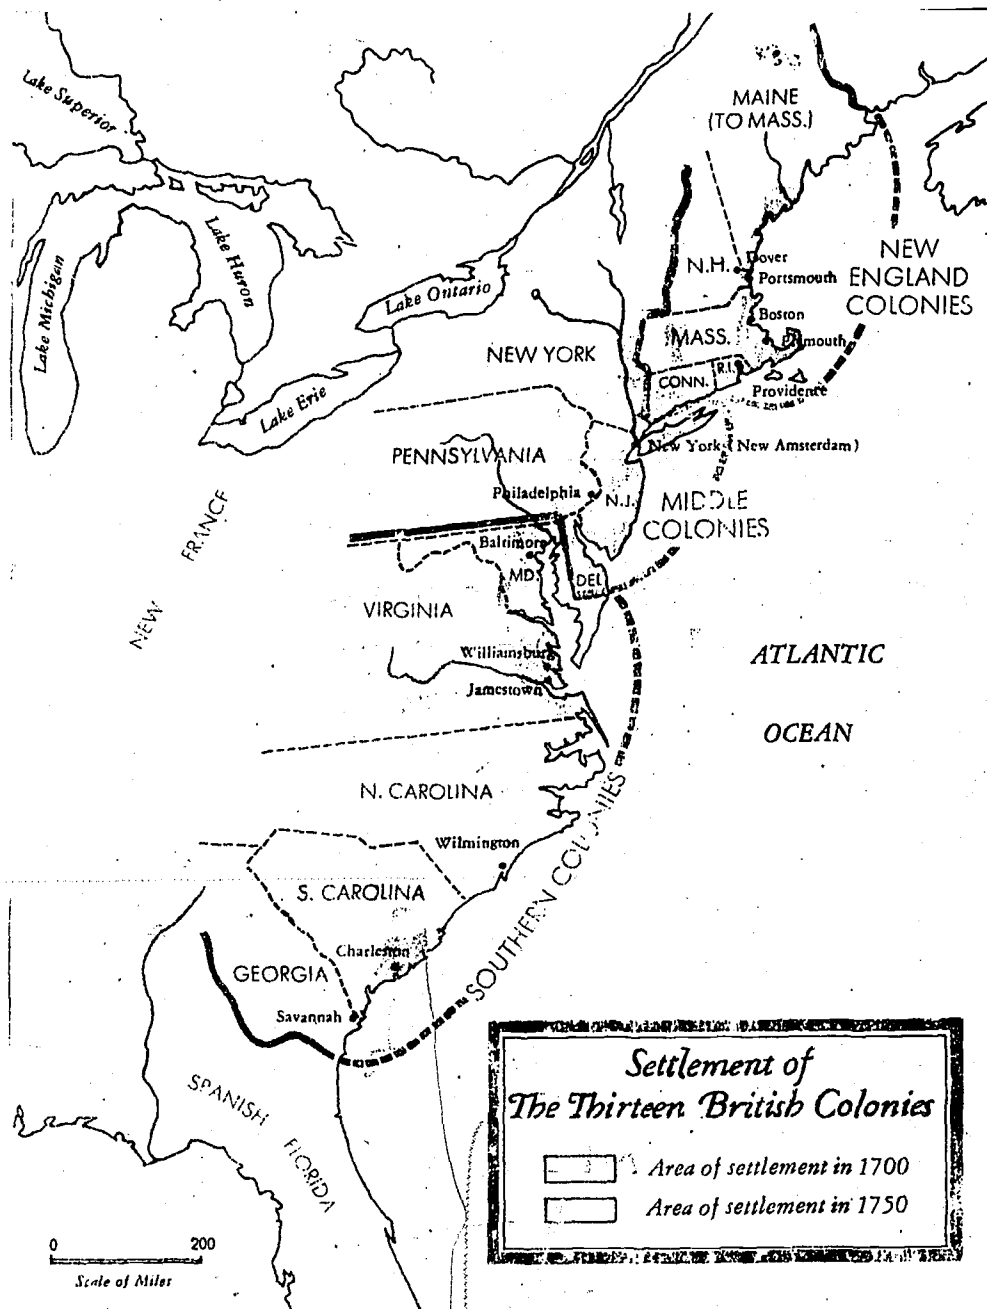 Lake Superior
MAINE
(TO MASS.)
Lake Huron
Lake Michigan
Lake Ontario
Lake Erie
N.H.
Dover
Portsmouth
NEW
ENGLAND
COLONIES
Boston
MASS.
Plymouth
NEW YORK
CONN.
R.I.
Providence
New York (New Amsterdam)
PENNSYLVANIA
Philadelphia
N.J.
MIDDLE
COLONIES
NEW FRANCE
Baltimore
MD.
DEL
VIRGINIA
Williamsburg
Jamestown
ATLANTIC
OCEAN
N. CAROLINA
Wilmington
SOUTHERN COLONIES
S. CAROLINA
Charleston
GEORGIA
Savannah
SPANISH FLORIDA
Settlement of
The Thirteen British Colonies
Area of settlement in 1700
Area of settlement in 1750
0 200
Scale of Miles